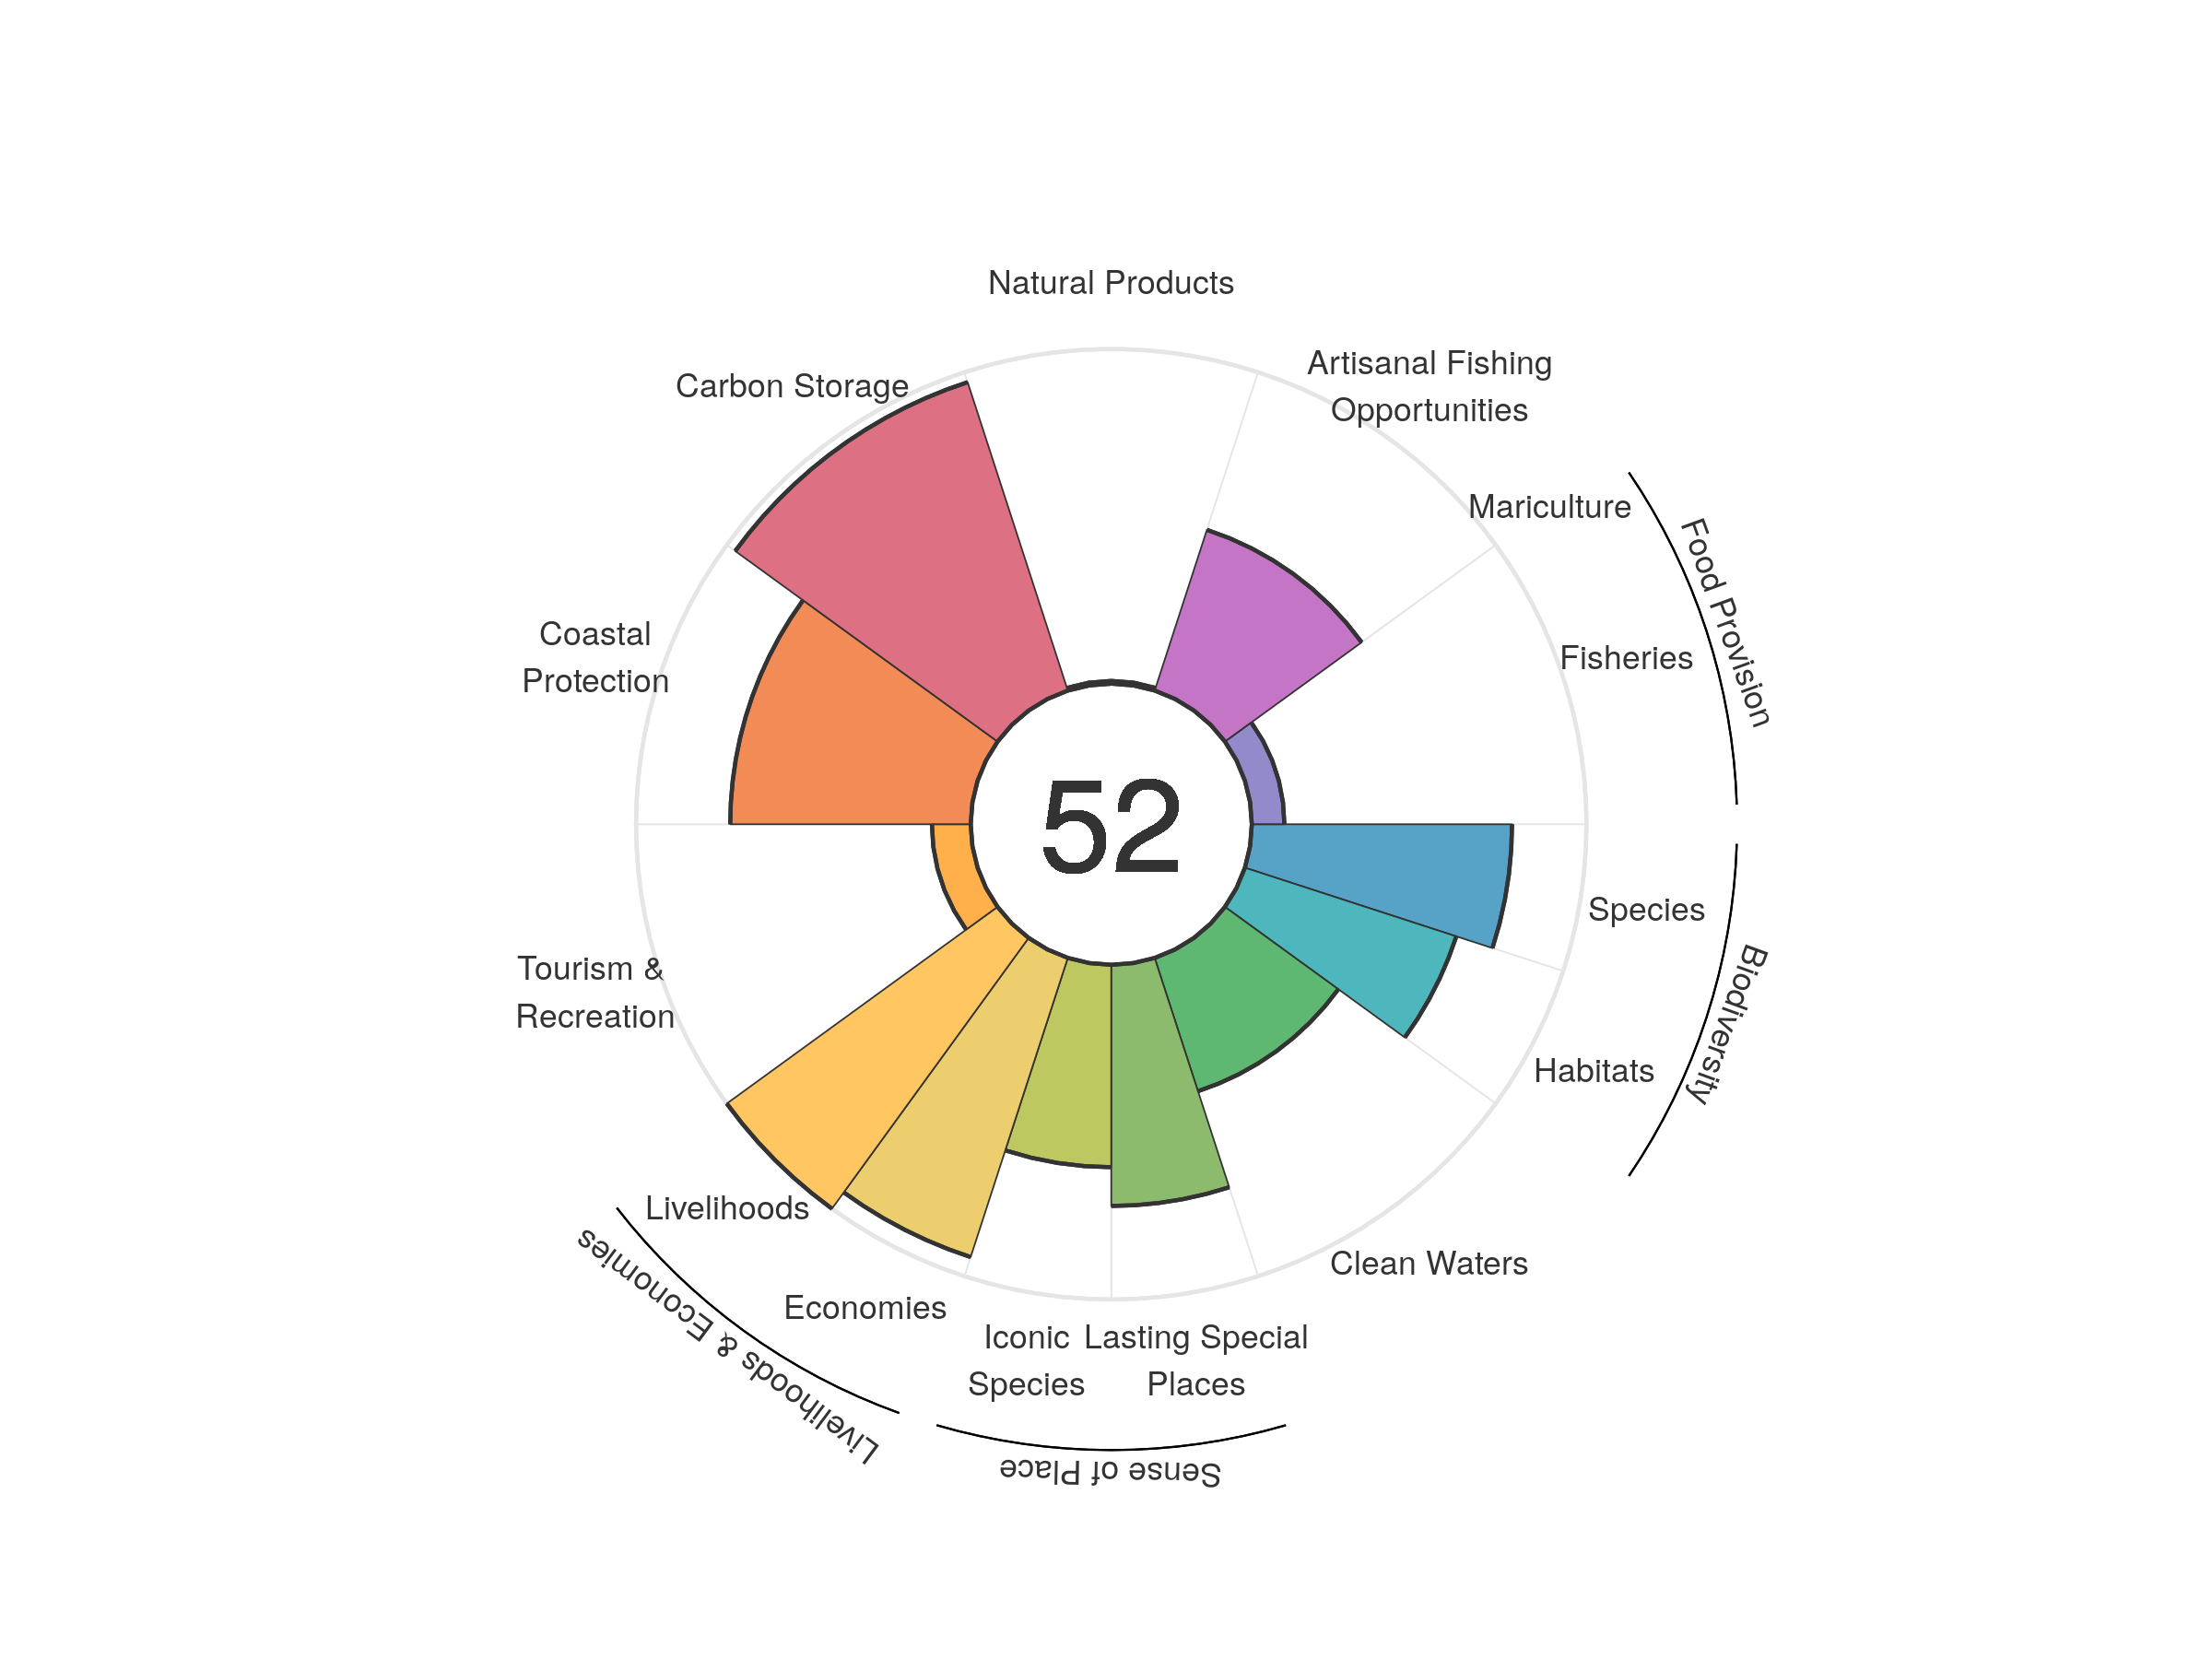 Natural Products
Artisanal Fishing
Opportunities
Carbon Storage
Mariculture
Food Provision
Fisheries
Coastal
Protection
52
Species
Biodiversity
Tourism &
Recreation
Habitats
Livelihoods
Clean Waters
Livelihoods & Economies
Economies
Iconic
Species
Lasting Special
Places
Sense of Place